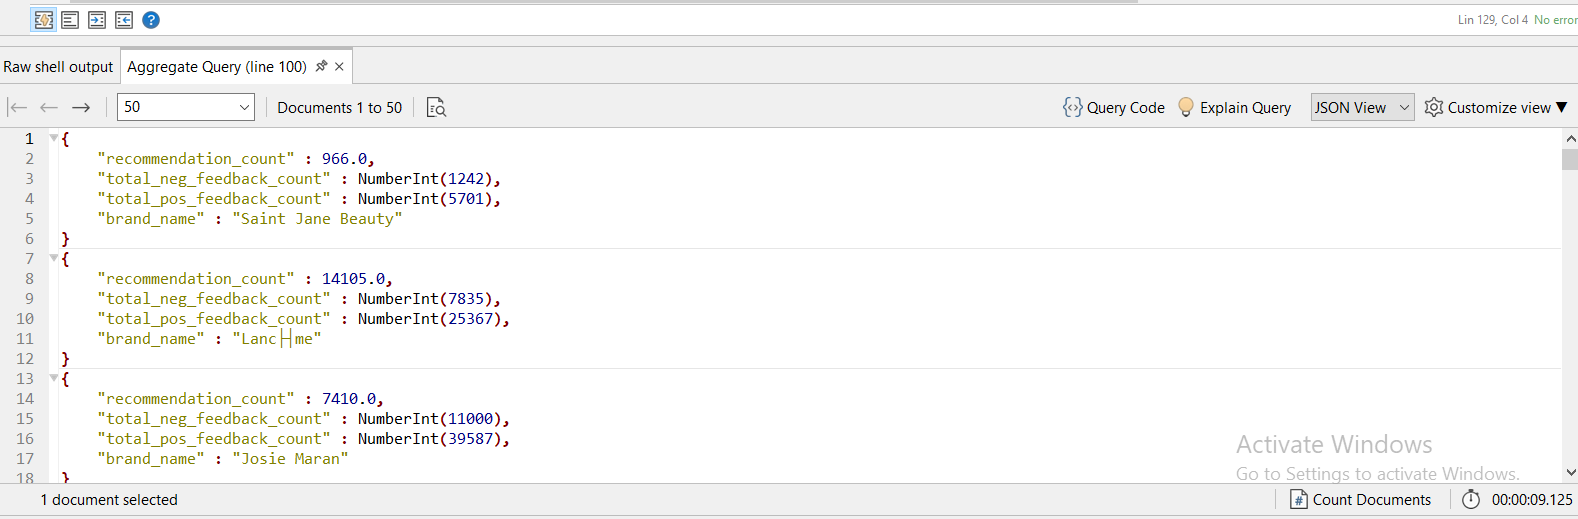 Lin 129, Col 4 No error
Raw shell output
Aggregate Query (line 100)
50
Documents 1 to 50
Query Code
Explain Query
JSON View
Customize view
1 {
2 "recommendation_count" : 966.0,
3 "total_neg_feedback_count" : NumberInt(1242),
4 "total_pos_feedback_count" : NumberInt(5701),
5 "brand_name" : "Saint Jane Beauty"
6 }
7 {
8 "recommendation_count" : 14105.0,
9 "total_neg_feedback_count" : NumberInt(7835),
10 "total_pos_feedback_count" : NumberInt(25367),
11 "brand_name" : "Lanc├┤me"
12 }
13 {
14 "recommendation_count" : 7410.0,
15 "total_neg_feedback_count" : NumberInt(11000),
16 "total_pos_feedback_count" : NumberInt(39587),
17 "brand_name" : "Josie Maran"
18 }
Activate Windows
Go to Settings to activate Windows.
1 document selected
Count Documents
00:00:09.125